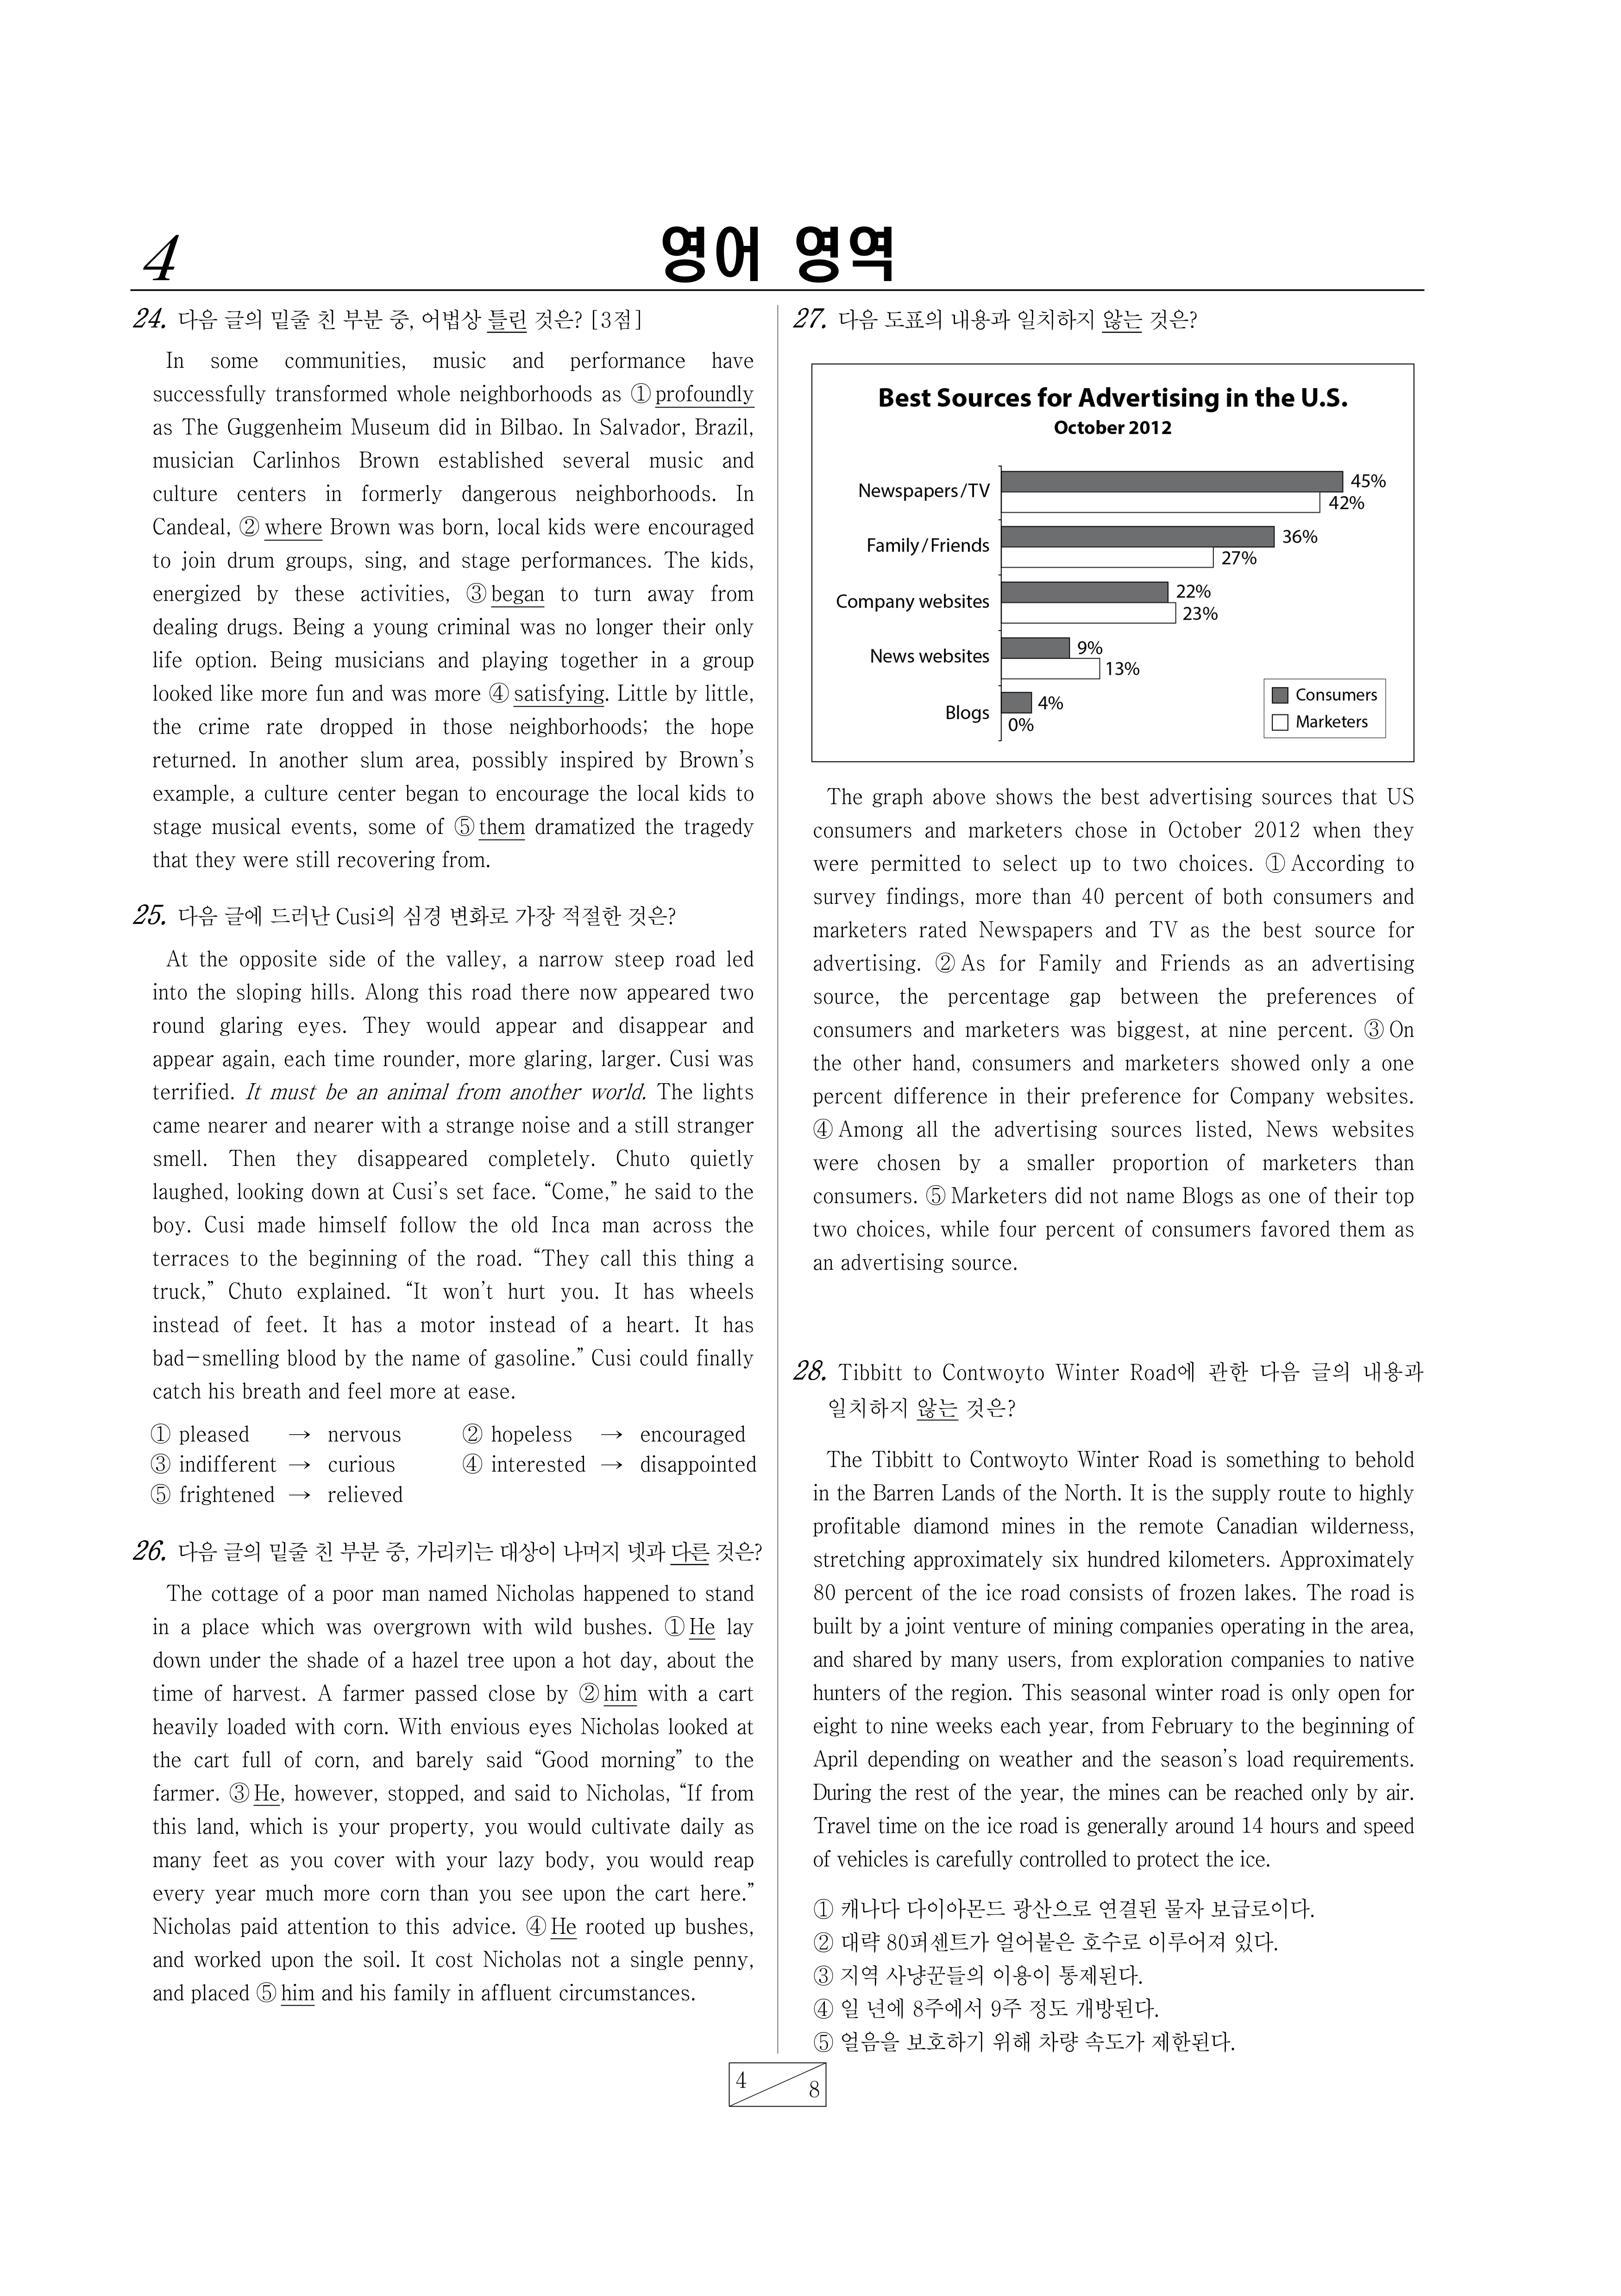 4
영어 영역
24. 다음 글의 밑줄 친 부분 중, 어법상 틀린 것은? [3점]
In some communities, music and performance have
successfully transformed whole neighborhoods as ① profoundly
as The Guggenheim Museum did in Bilbao. In Salvador, Brazil,
musician Carlinhos Brown established several music and
culture centers in formerly dangerous neighborhoods. In
Candeal, ② where Brown was born, local kids were encouraged
to join drum groups, sing, and stage performances. The kids,
energized by these activities, ③ began to turn away from
dealing drugs. Being a young criminal was no longer their only
life option. Being musicians and playing together in a group
looked like more fun and was more ④ satisfying. Little by little,
the crime rate dropped in those neighborhoods; the hope
returned. In another slum area, possibly inspired by Brown's
example, a culture center began to encourage the local kids to
stage musical events, some of ⑤ them dramatized the tragedy
that they were still recovering from.
25. 다음 글에 드러난 Cusi의 심경 변화로 가장 적절한 것은?
At the opposite side of the valley, a narrow steep road led
into the sloping hills. Along this road there now appeared two
round glaring eyes. They would appear and disappear and
appear again, each time rounder, more glaring, larger. Cusi was
terrified. It must be an animal from another world. The lights
came nearer and nearer with a strange noise and a still stranger
smell. Then they disappeared completely. Chuto quietly
laughed, looking down at Cusi's set face. “Come,” he said to the
boy. Cusi made himself follow the old Inca man across the
terraces to the beginning of the road. “They call this thing a
truck,” Chuto explained. “It won't hurt you. It has wheels
instead of feet. It has a motor instead of a heart. It has
bad-smelling blood by the name of gasoline.” Cusi could finally
catch his breath and feel more at ease.
① pleased → nervous ② hopeless → encouraged
③ indifferent → curious ④ interested → disappointed
⑤ frightened → relieved
26. 다음 글의 밑줄 친 부분 중, 가리키는 대상이 나머지 넷과 다른 것은?
The cottage of a poor man named Nicholas happened to stand
in a place which was overgrown with wild bushes. ① He lay
down under the shade of a hazel tree upon a hot day, about the
time of harvest. A farmer passed close by ② him with a cart
heavily loaded with corn. With envious eyes Nicholas looked at
the cart full of corn, and barely said “Good morning” to the
farmer. ③ He, however, stopped, and said to Nicholas, “If from
this land, which is your property, you would cultivate daily as
many feet as you cover with your lazy body, you would reap
every year much more corn than you see upon the cart here.”
Nicholas paid attention to this advice. ④ He rooted up bushes,
and worked upon the soil. It cost Nicholas not a single penny,
and placed ⑤ him and his family in affluent circumstances.
27. 다음 도표의 내용과 일치하지 않는 것은?
Best Sources for Advertising in the U.S.
October 2012
Newspapers/TV 45%
42%
Family/Friends 36%
27%
Company websites 22%
23%
News websites 9%
13%
Blogs 4%
0%
Consumers
Marketers
The graph above shows the best advertising sources that US
consumers and marketers chose in October 2012 when they
were permitted to select up to two choices. ① According to
survey findings, more than 40 percent of both consumers and
marketers rated Newspapers and TV as the best source for
advertising. ② As for Family and Friends as an advertising
source, the percentage gap between the preferences of
consumers and marketers was biggest, at nine percent. ③ On
the other hand, consumers and marketers showed only a one
percent difference in their preference for Company websites.
④ Among all the advertising sources listed, News websites
were chosen by a smaller proportion of marketers than
consumers. ⑤ Marketers did not name Blogs as one of their top
two choices, while four percent of consumers favored them as
an advertising source.
28. Tibbitt to Contwoyto Winter Road에 관한 다음 글의 내용과
일치하지 않는 것은?
The Tibbitt to Contwoyto Winter Road is something to behold
in the Barren Lands of the North. It is the supply route to highly
profitable diamond mines in the remote Canadian wilderness,
stretching approximately six hundred kilometers. Approximately
80 percent of the ice road consists of frozen lakes. The road is
built by a joint venture of mining companies operating in the area,
and shared by many users, from exploration companies to native
hunters of the region. This seasonal winter road is only open for
eight to nine weeks each year, from February to the beginning of
April depending on weather and the season's load requirements.
During the rest of the year, the mines can be reached only by air.
Travel time on the ice road is generally around 14 hours and speed
of vehicles is carefully controlled to protect the ice.
① 캐나다 다이아몬드 광산으로 연결된 물자 보급로이다.
② 대략 80퍼센트가 얼어붙은 호수로 이루어져 있다.
③ 지역 사냥꾼들의 이용이 통제된다.
④ 일 년에 8주에서 9주 정도 개방된다.
⑤ 얼음을 보호하기 위해 차량 속도가 제한된다.
4
8